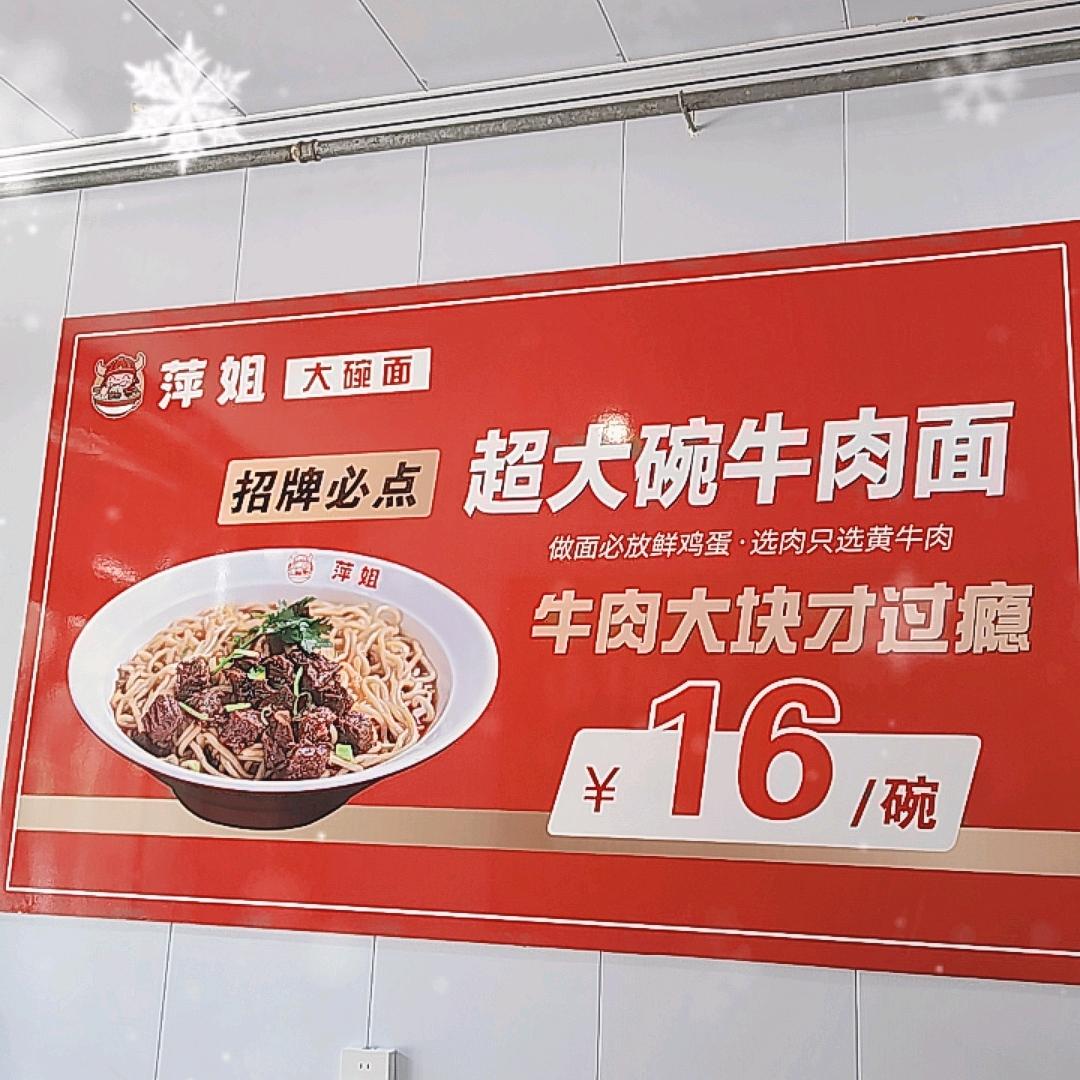 萍姐 大碗面
招牌必点 超大碗牛肉面
做面必放鲜鸡蛋·选肉只选黄牛肉
牛肉大块才过瘾
萍姐
¥16/碗